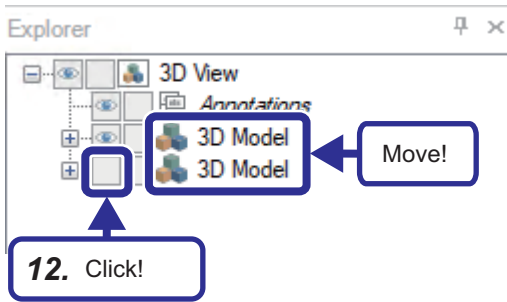 Explorer
3D View
Annotations
3D Model
3D Model
Move!
12. Click!